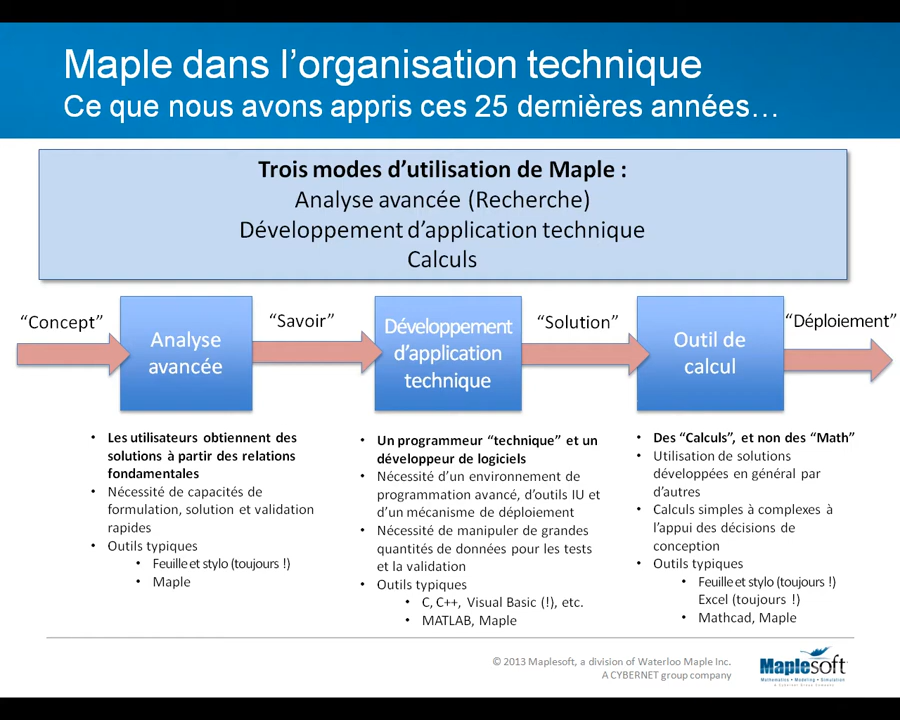 Maple dans l’organisation technique
Ce que nous avons appris ces 25 dernières années…
Trois modes d’utilisation de Maple :
Analyse avancée (Recherche)
Développement d’application technique
Calculs
“Concept”
Analyse
avancée
“Savoir”
Développement
d’application
technique
“Solution”
Outil de
calcul
“Déploiement”
• Les utilisateurs obtiennent des
solutions à partir des relations
fondamentales
• Nécessité de capacités de
formulation, solution et validation
rapides
• Outils typiques
• Feuille et stylo (toujours !)
• Maple
• Un programmeur “technique” et un
développeur de logiciels
• Nécessité d’un environnement de
programmation avancé, d’outils IU et
d’un mécanisme de déploiement
• Nécessité de manipuler de grandes
quantités de données pour les tests
et la validation
• Outils typiques
• C, C++, Visual Basic (!), etc.
• MATLAB, Maple
• Des “Calculs”, et non des “Math”
• Utilisation de solutions
développées en général par
d’autres
• Calculs simples à complexes à
l’appui des décisions de
conception
• Outils typiques
• Feuille et stylo (toujours !)
Excel (toujours !)
• Mathcad, Maple
© 2013 Maplesoft, a division of Waterloo Maple Inc.
A CYBERNET group company
Maplesoft
Mathematics • Modeling • Simulation
A Cybernet Group Company